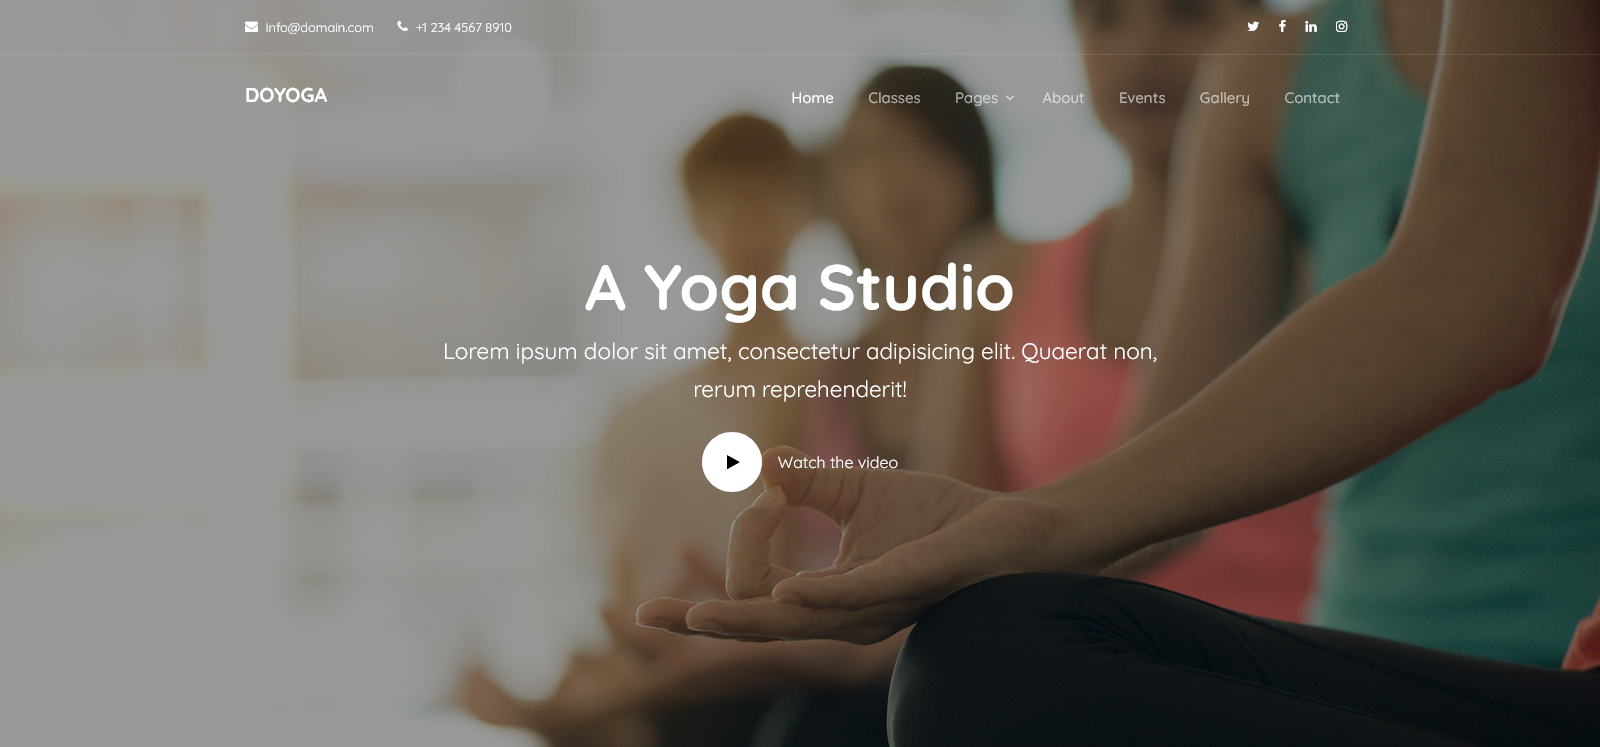 info@domain.com +1 234 4567 8910
DOYOGA
Home Classes Pages About Events Gallery Contact
A Yoga Studio
Lorem ipsum dolor sit amet, consectetur adipisicing elit. Quaerat non,
rerum reprehenderit!
Watch the video